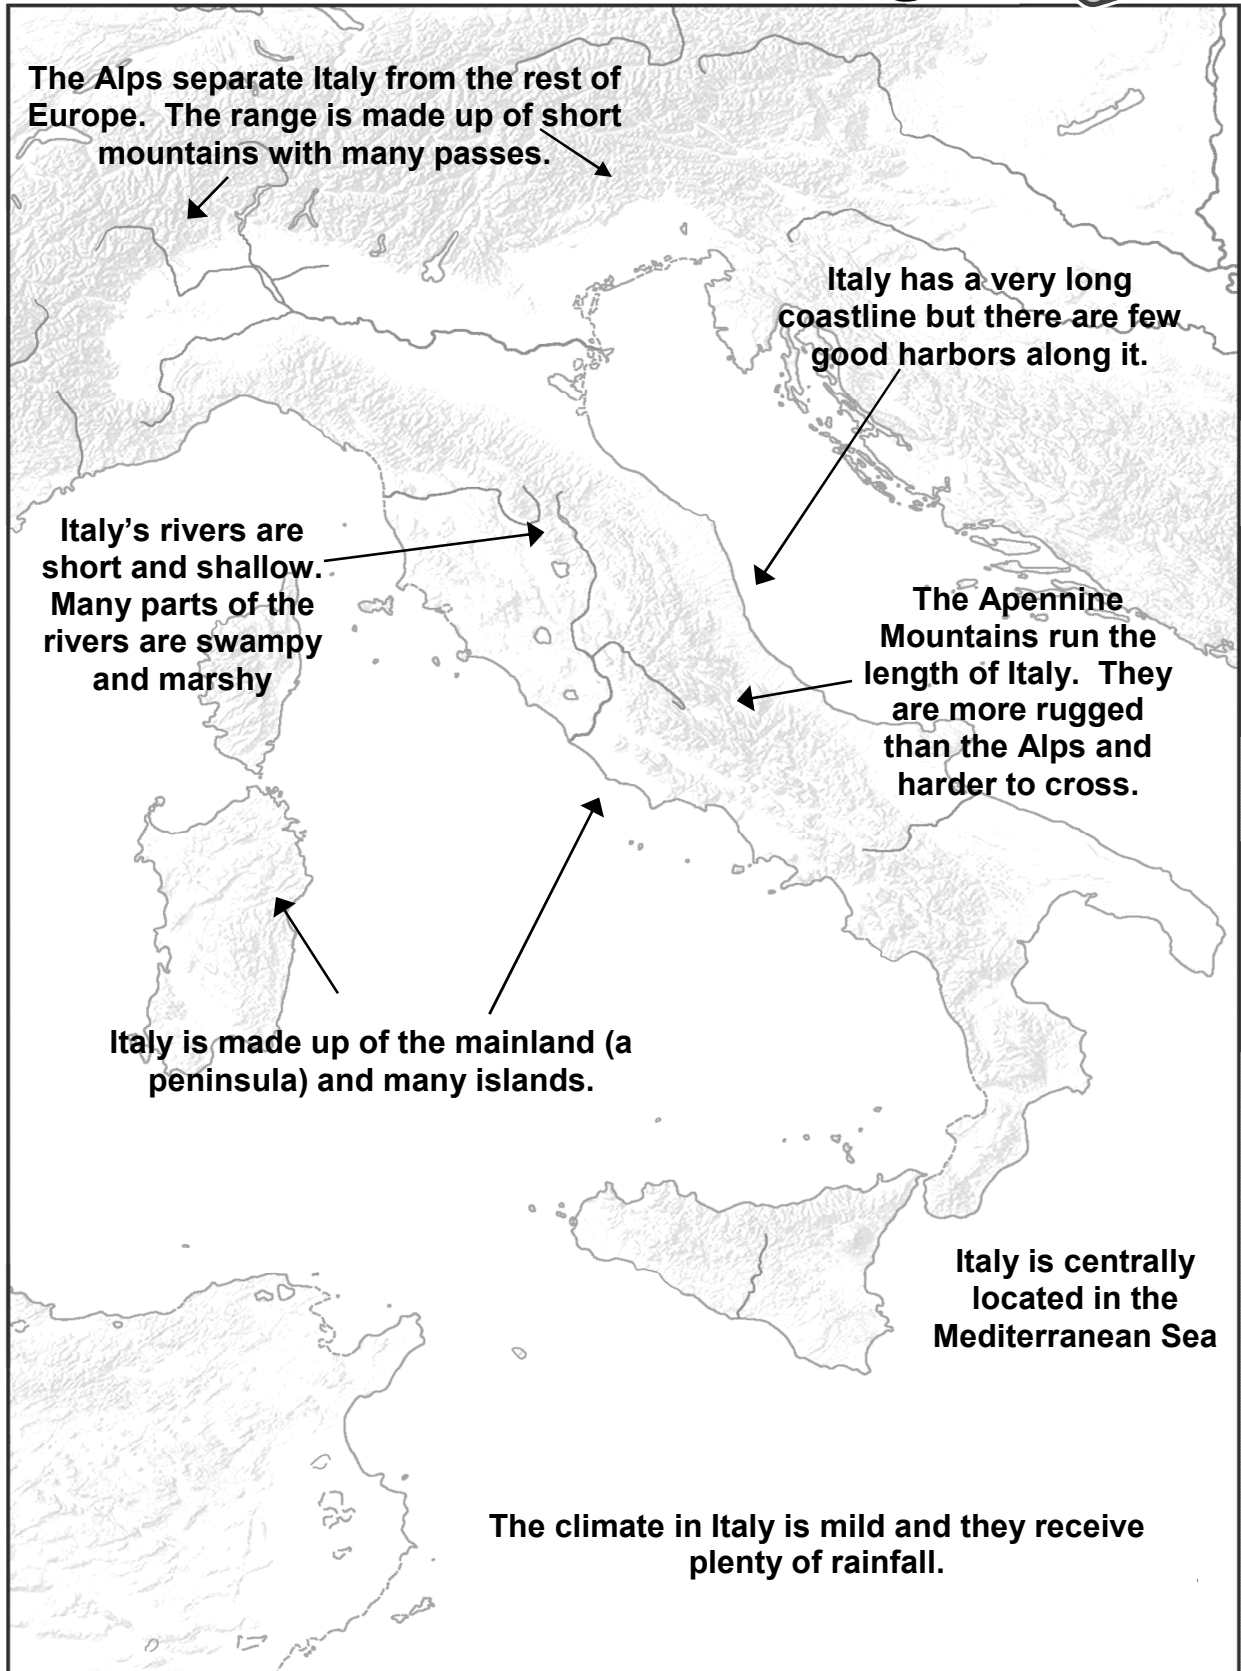 The Alps separate Italy from the rest of
Europe.  The range is made up of short
mountains with many passes.
Italy has a very long
coastline but there are few
good harbors along it.
Italy’s rivers are
short and shallow.
Many parts of the
rivers are swampy
and marshy
The Apennine
Mountains run the
length of Italy.  They
are more rugged
than the Alps and
harder to cross.
Italy is made up of the mainland (a
peninsula) and many islands.
Italy is centrally
located in the
Mediterranean Sea
The climate in Italy is mild and they receive
plenty of rainfall.